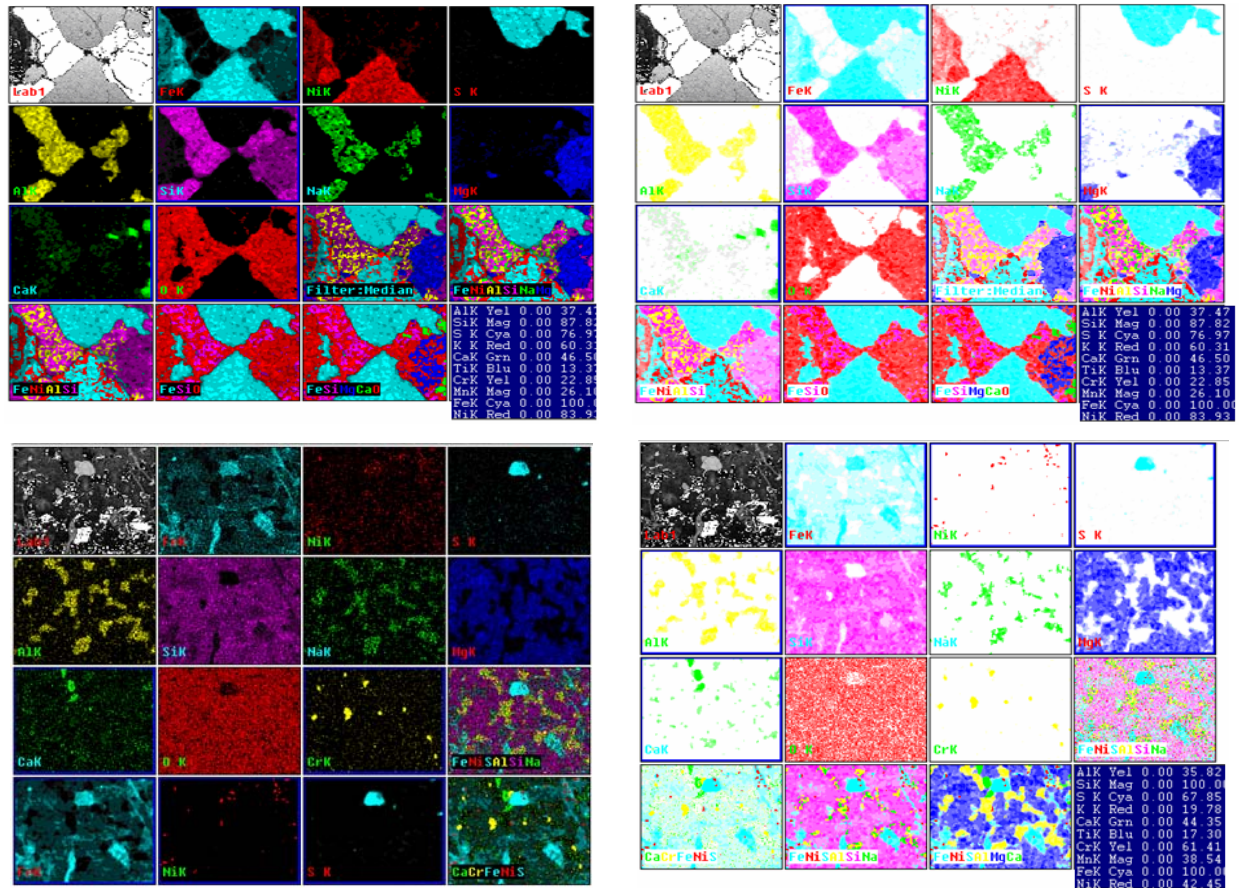 Lab1 FeK NiK S K
AlK SiK NaK MgK
CaK O K Filter:Median FeNiAlSiNaMg
FeNiAlSi FeSiO FeSiMgCaO
AlK Yel 0.00 37.47
SiK Mag 0.00 87.82
S K Cya 0.00 76.97
K K Red 0.00 60.31
CaK Grn 0.00 46.50
TiK Blu 0.00 13.37
CrK Yel 0.00 22.85
MnK Mag 0.00 26.10
FeK Cya 0.00 100.0
NiK Red 0.00 83.93
Lab1 FeK NiK S K
AlK SiK NaK MgK
CaK O K Filter:Median FeNiAlSiNaMg
FeNiAlSi FeSiO FeSiMgCaO
AlK Yel 0.00 37.47
SiK Mag 0.00 87.82
S K Cya 0.00 76.97
K K Red 0.00 60.31
CaK Grn 0.00 46.50
TiK Blu 0.00 13.37
CrK Yel 0.00 22.85
MnK Mag 0.00 26.10
FeK Cya 0.00 100.00
NiK Red 0.00 83.93
Lab1 FeK NiK S K
AlK SiK NaK MgK
CaK O K CrK FeNiSAlSiNa
FeK NiK S K CaCrFeNiS
Lab1 FeK NiK S K
AlK SiK NaK MgK
CaK O K CrK FeNiSAlSiNa
CaCrFeNiS FeNiSAlSiNa FeNiSAlMgCa
AlK Yel 0.00 35.82
SiK Mag 0.00 100.00
S K Cya 0.00 67.85
K K Red 0.00 19.78
CaK Grn 0.00 44.35
TiK Blu 0.00 17.30
CrK Yel 0.00 61.41
MnK Mag 0.00 38.54
FeK Cya 0.00 100.00
NiK Red 0.00 42.45